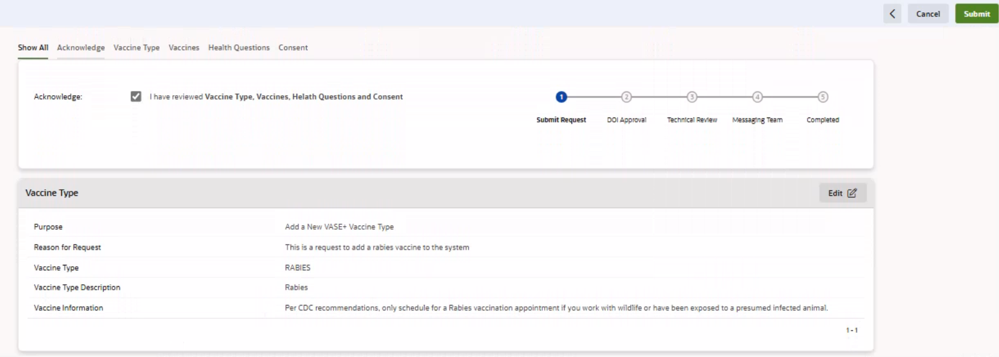 Cancel Submit
Show All Acknowledge Vaccine Type Vaccines Health Questions Consent
Acknowledge: I have reviewed Vaccine Type, Vaccines, Helath Questions and Consent
1 2 3 4 5
Submit Request DOI Approval Technical Review Messaging Team Completed
Vaccine Type Edit
Purpose Add a New VASE+ Vaccine Type
Reason for Request This is a request to add a rabies vaccine to the system
Vaccine Type RABIES
Vaccine Type Description Rabies
Vaccine Information Per CDC recommendations, only schedule for a Rabies vaccination appointment if you work with wildlife or have been exposed to a presumed infected animal.
1 - 1